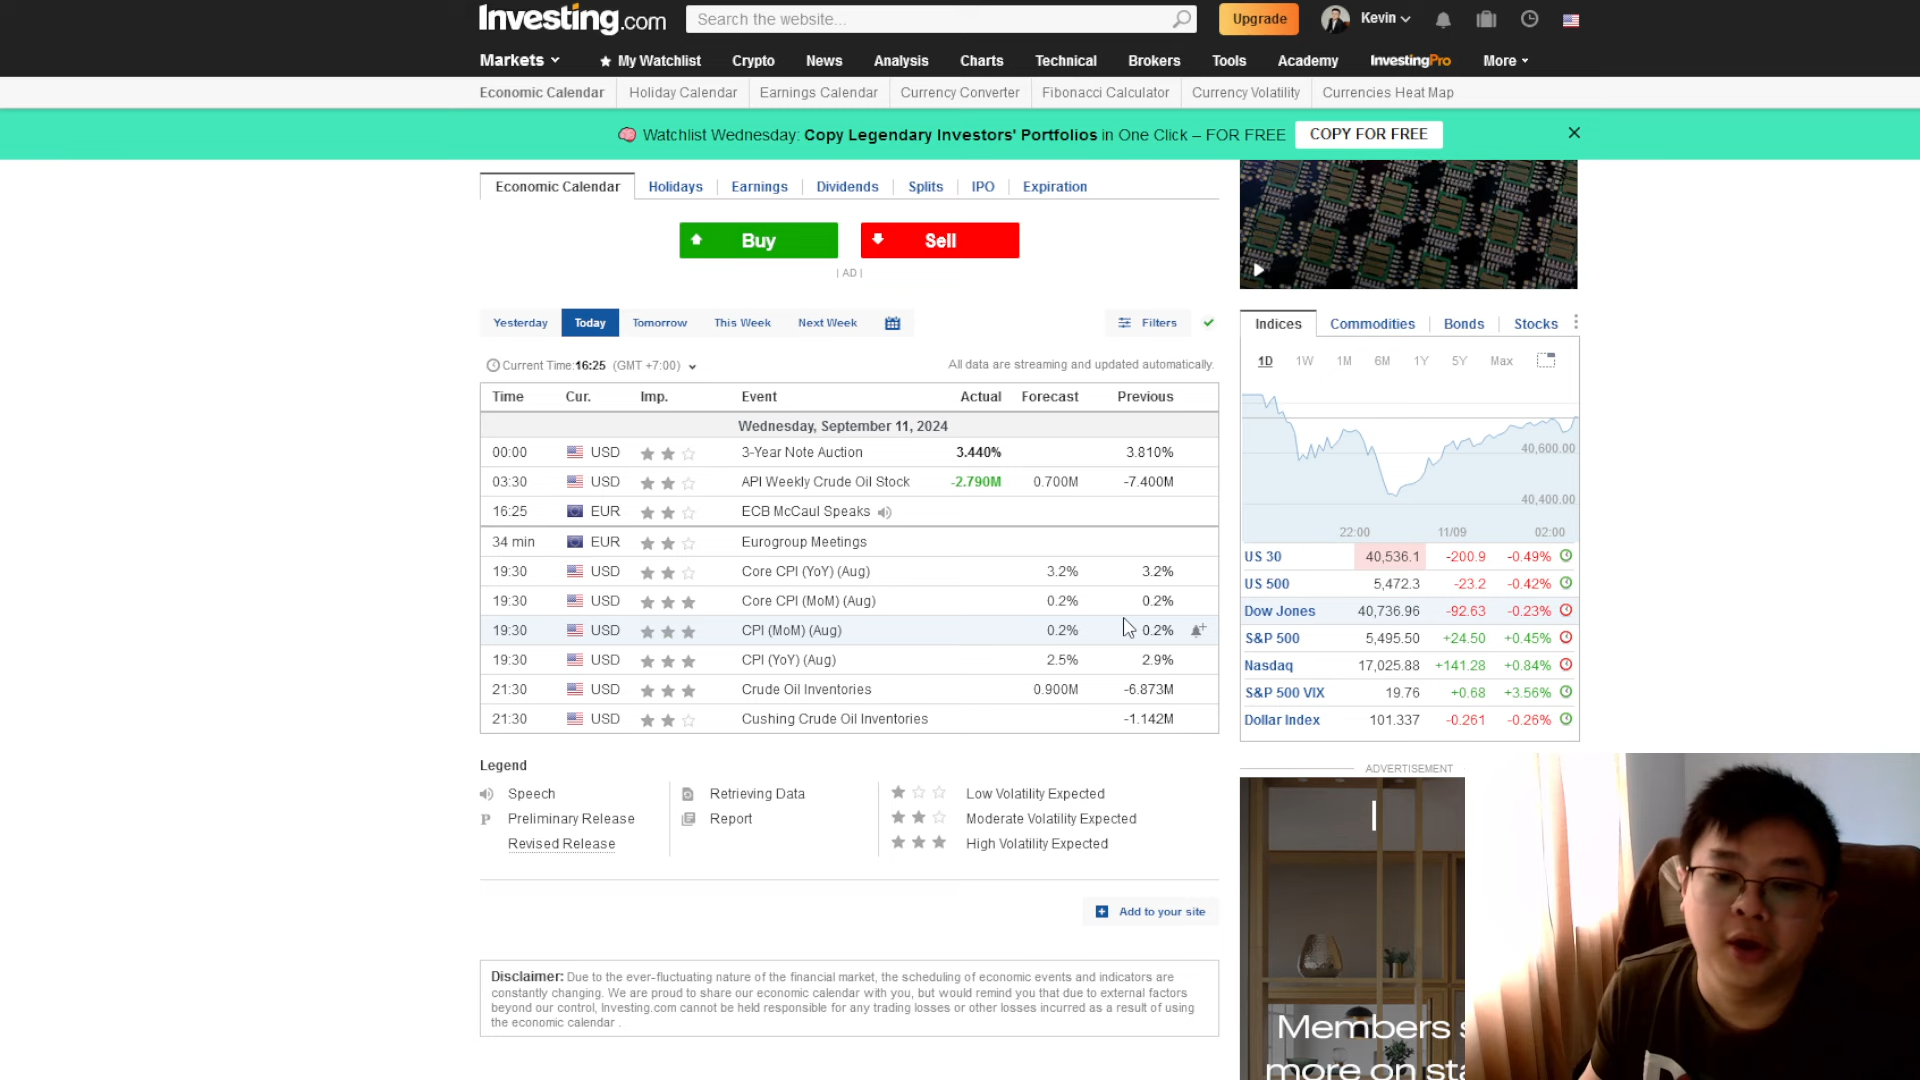 Investing.com
Search the website...
Upgrade
Kevin
Markets
My Watchlist
Crypto
News
Analysis
Charts
Technical
Brokers
Tools
Academy
InvestingPro
More
Economic Calendar
Holiday Calendar
Earnings Calendar
Currency Converter
Fibonacci Calculator
Currency Volatility
Currencies Heat Map
Watchlist Wednesday: Copy Legendary Investors' Portfolios in One Click – FOR FREE
COPY FOR FREE
Economic Calendar
Holidays
Earnings
Dividends
Splits
IPO
Expiration
Buy
Sell
| AD |
Yesterday
Today
Tomorrow
This Week
Next Week
Filters
Current Time:16:25 (GMT +7:00)
All data are streaming and updated automatically.
Time Cur. Imp. Event Actual Forecast Previous
Wednesday, September 11, 2024
00:00 USD 3-Year Note Auction 3.440% 3.810%
03:30 USD API Weekly Crude Oil Stock -2.790M 0.700M -7.400M
16:25 EUR ECB McCaul Speaks
34 min EUR Eurogroup Meetings
19:30 USD Core CPI (YoY) (Aug) 3.2% 3.2%
19:30 USD Core CPI (MoM) (Aug) 0.2% 0.2%
19:30 USD CPI (MoM) (Aug) 0.2% 0.2%
19:30 USD CPI (YoY) (Aug) 2.5% 2.9%
21:30 USD Crude Oil Inventories 0.900M -6.873M
21:30 USD Cushing Crude Oil Inventories -1.142M
Legend
Speech
Preliminary Release
Revised Release
Retrieving Data
Report
Low Volatility Expected
Moderate Volatility Expected
High Volatility Expected
Add to your site
Disclaimer: Due to the ever-fluctuating nature of the financial market, the scheduling of economic events and indicators are
constantly changing. We are proud to share our economic calendar with you, but would remind you that due to external factors
beyond our control, Investing.com cannot be held responsible for any trading losses or other losses incurred as a result of using
the economic calendar .
Indices
Commodities
Bonds
Stocks
1D 1W 1M 6M 1Y 5Y Max
40,600.00
40,400.00
22:00 11/09 02:00
US 30 40,536.1 -200.9 -0.49%
US 500 5,472.3 -23.2 -0.42%
Dow Jones 40,736.96 -92.63 -0.23%
S&P 500 5,495.50 +24.50 +0.45%
Nasdaq 17,025.88 +141.28 +0.84%
S&P 500 VIX 19.76 +0.68 +3.56%
Dollar Index 101.337 -0.261 -0.26%
ADVERTISEMENT
Members
more on